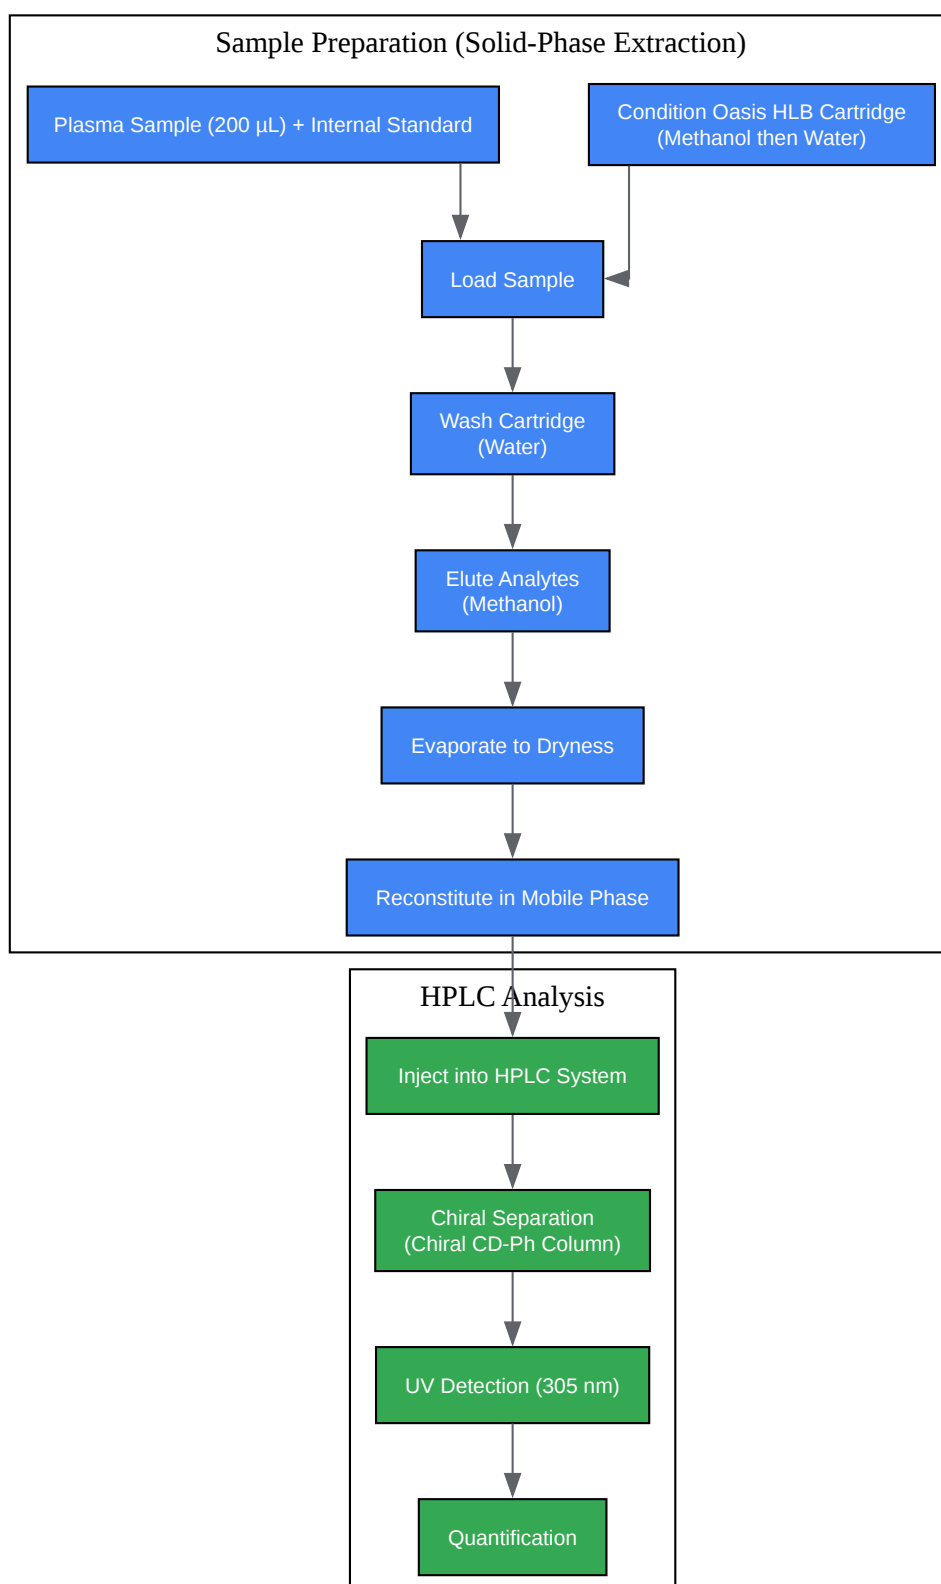 Sample Preparation (Solid-Phase Extraction)
Plasma Sample (200 µL) + Internal Standard
Condition Oasis HLB Cartridge
(Methanol then Water)
Load Sample
Wash Cartridge
(Water)
Elute Analytes
(Methanol)
Evaporate to Dryness
Reconstitute in Mobile Phase
HPLC Analysis
Inject into HPLC System
Chiral Separation
(Chiral CD-Ph Column)
UV Detection (305 nm)
Quantification